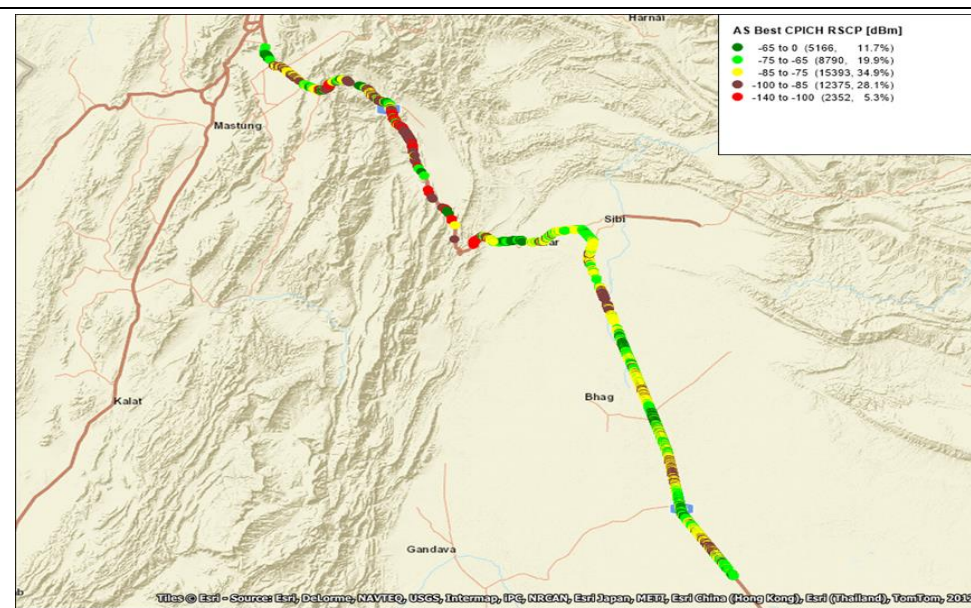 Harnai
AS Best CPICH RSCP [dBm]
-65 to 0 (5166, 11.7%)
-75 to -65 (8790, 19.9%)
-85 to -75 (15393, 34.9%)
-100 to -85 (12375, 28.1%)
-140 to -100 (2352, 5.3%)
Mastung
Sibi
ar
Bhag
Kalat
Gandava
Tiles © Esri - Source: Esri, DeLorme, NAVTEQ, USGS, Intermap, iPC, NRCAN, Esri Japan, METI, Esri China (Hong Kong), Esri (Thailand), TomTom, 201